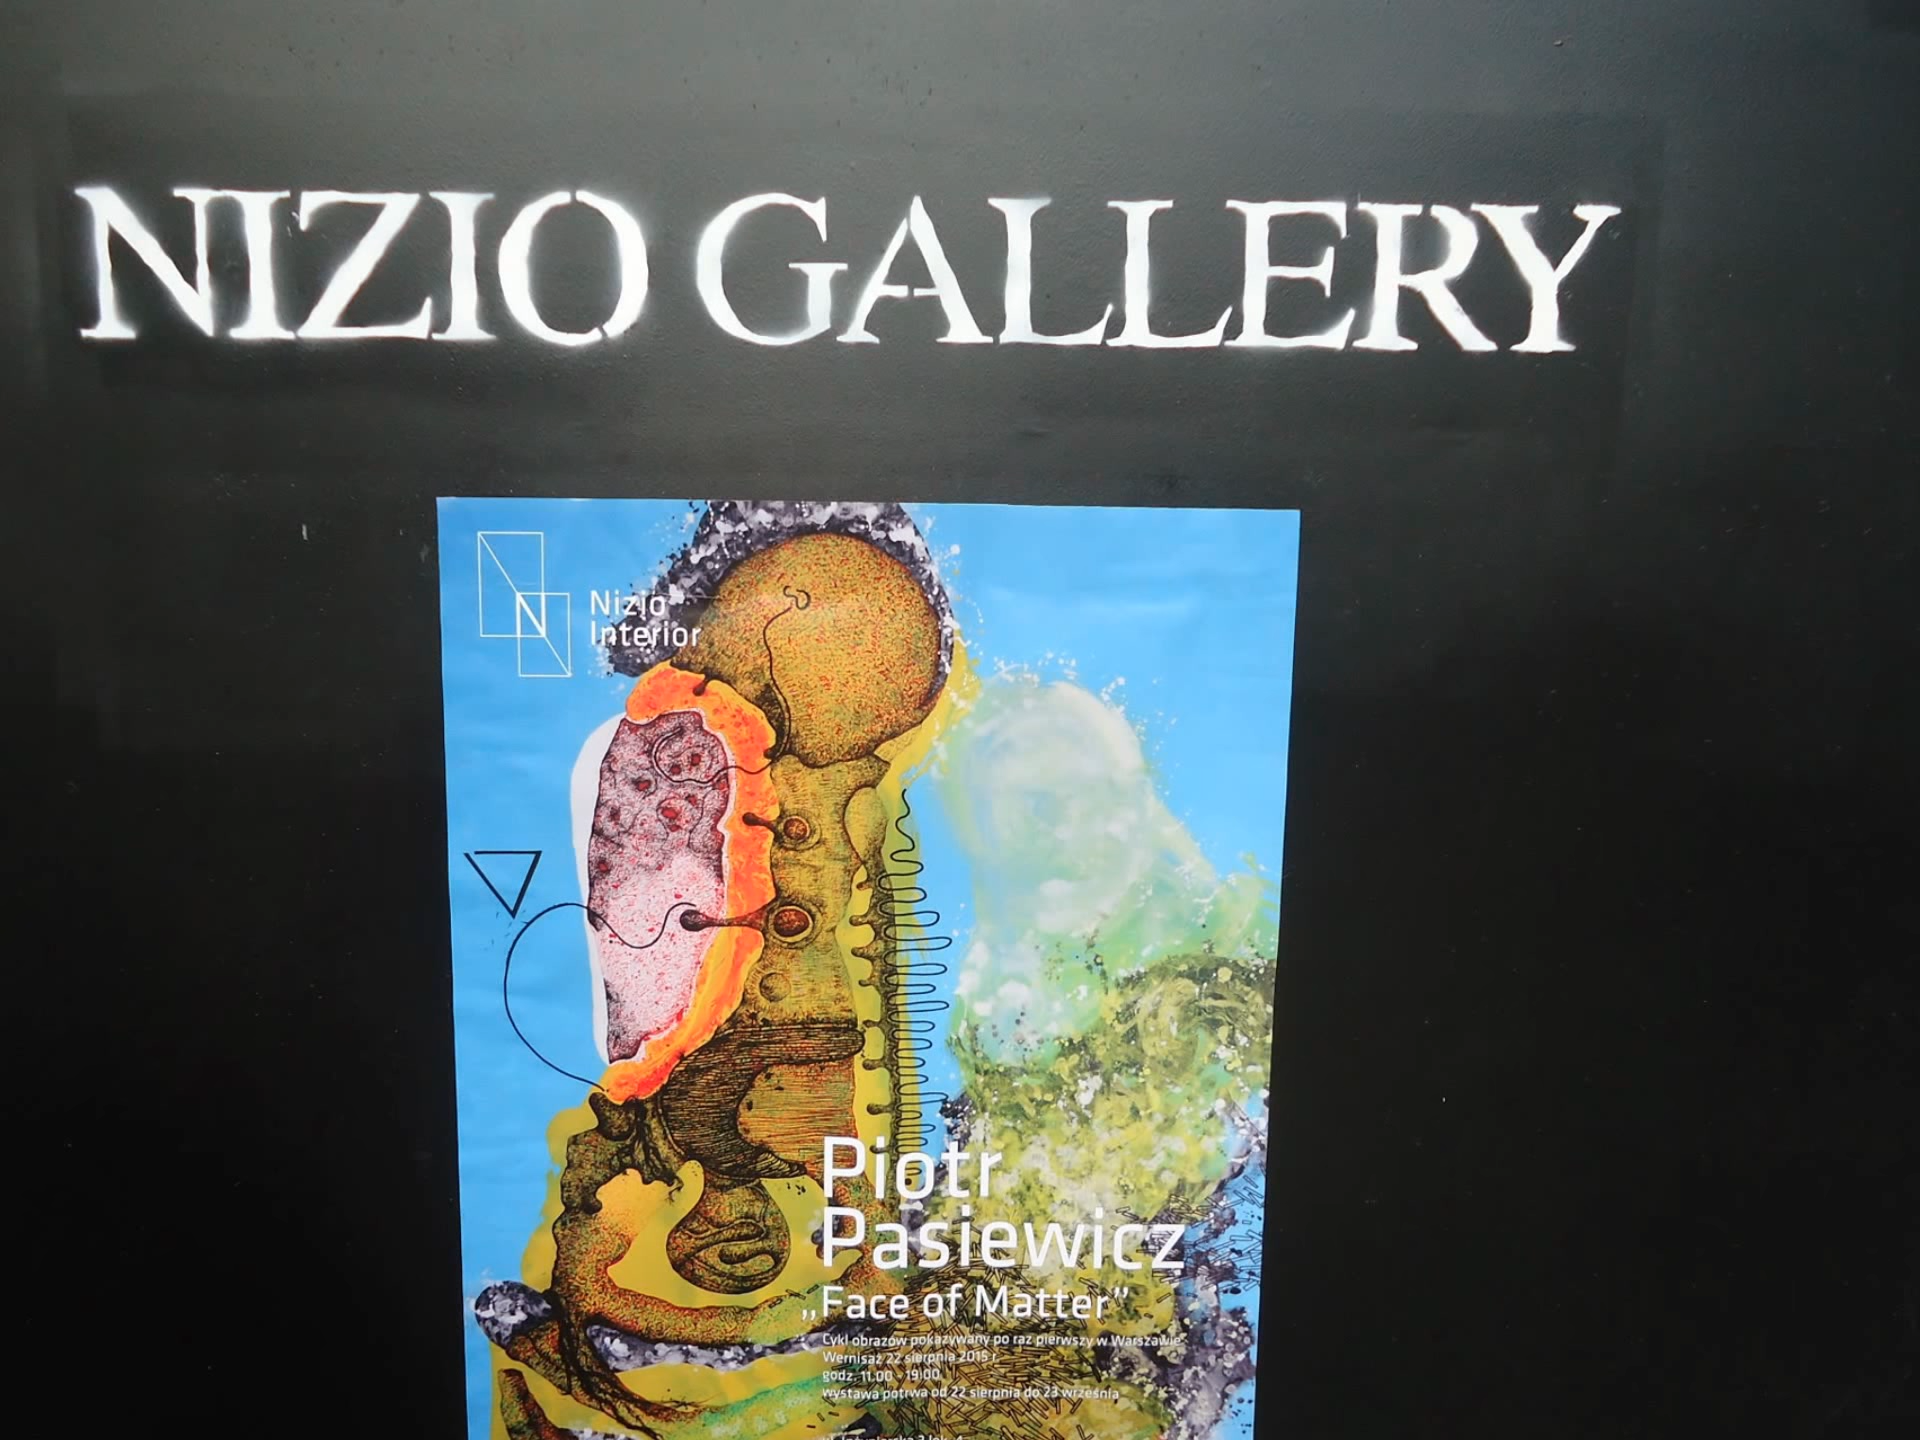 NIZIO GALLERY
N
Nizio
Interior
Piotr
Pasiewicz
„Face of Matter”
Cykl obrazów pokazywany po raz pierwszy w Warszawie
Wernisaż 22 sierpnia 2015 r.
godz. 11.00 - 19.00
wystawa potrwa od 22 sierpnia do 23 września